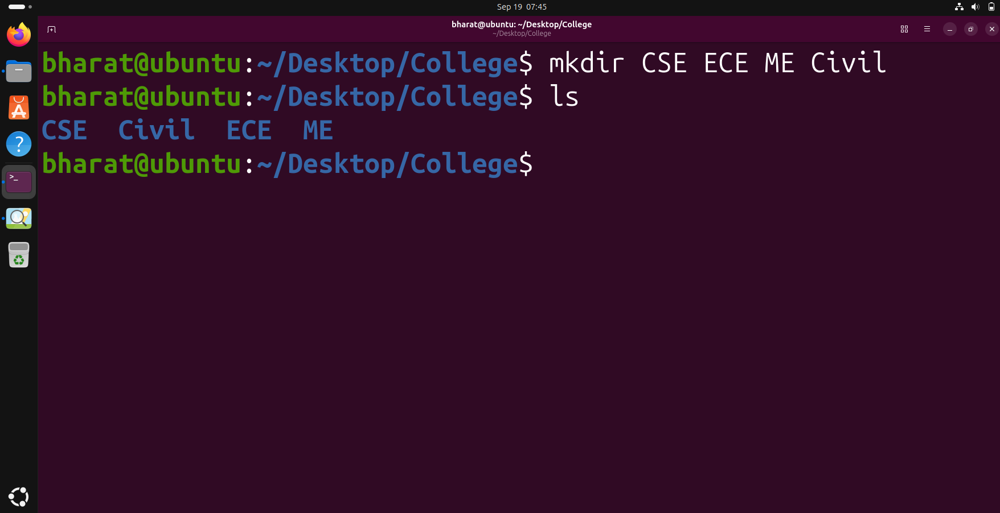 Sep 19 07:45
bharat@ubuntu: ~/Desktop/College
~/Desktop/College
bharat@ubuntu:~/Desktop/College$ mkdir CSE ECE ME Civil
bharat@ubuntu:~/Desktop/College$ ls
CSE  Civil  ECE  ME
bharat@ubuntu:~/Desktop/College$